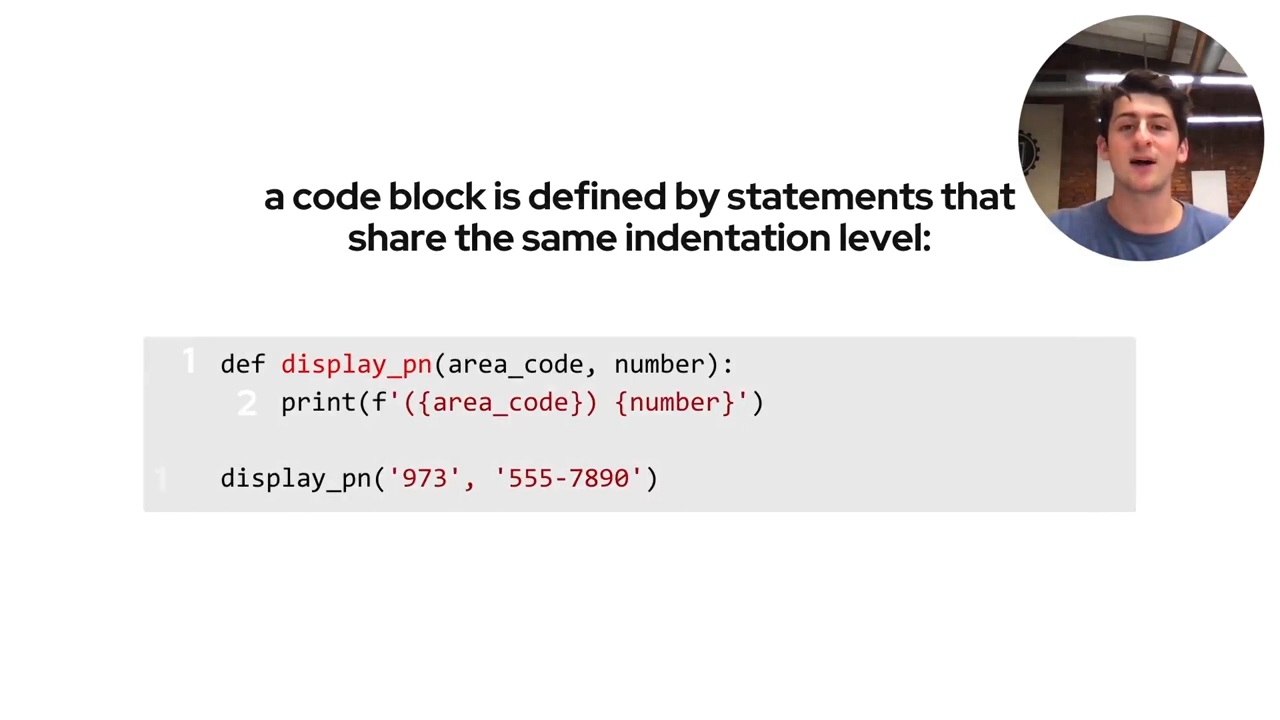 a code block is defined by statements that
share the same indentation level:
1 def display_pn(area_code, number):
2 print(f'({area_code}) {number}')
1 display_pn('973', '555-7890')